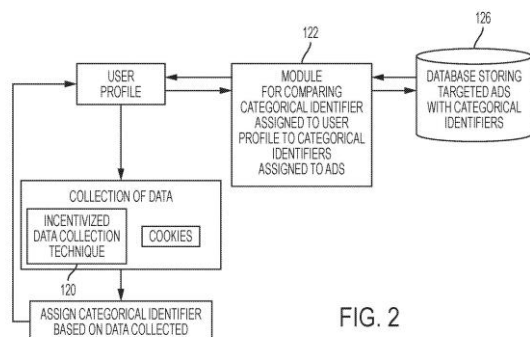 122
126
USER
PROFILE
MODULE
FOR COMPARING
CATEGORICAL IDENTIFIER
ASSIGNED TO USER
PROFILE TO CATEGORICAL
IDENTIFIERS
ASSIGNED TO ADS
DATABASE STORING
TARGETED ADS
WITH CATEGORICAL
IDENTIFIERS
COLLECTION OF DATA
INCENTIVIZED
DATA COLLECTION
TECHNIQUE
COOKIES
120
ASSIGN CATEGORICAL IDENTIFIER
BASED ON DATA COLLECTED
FIG. 2